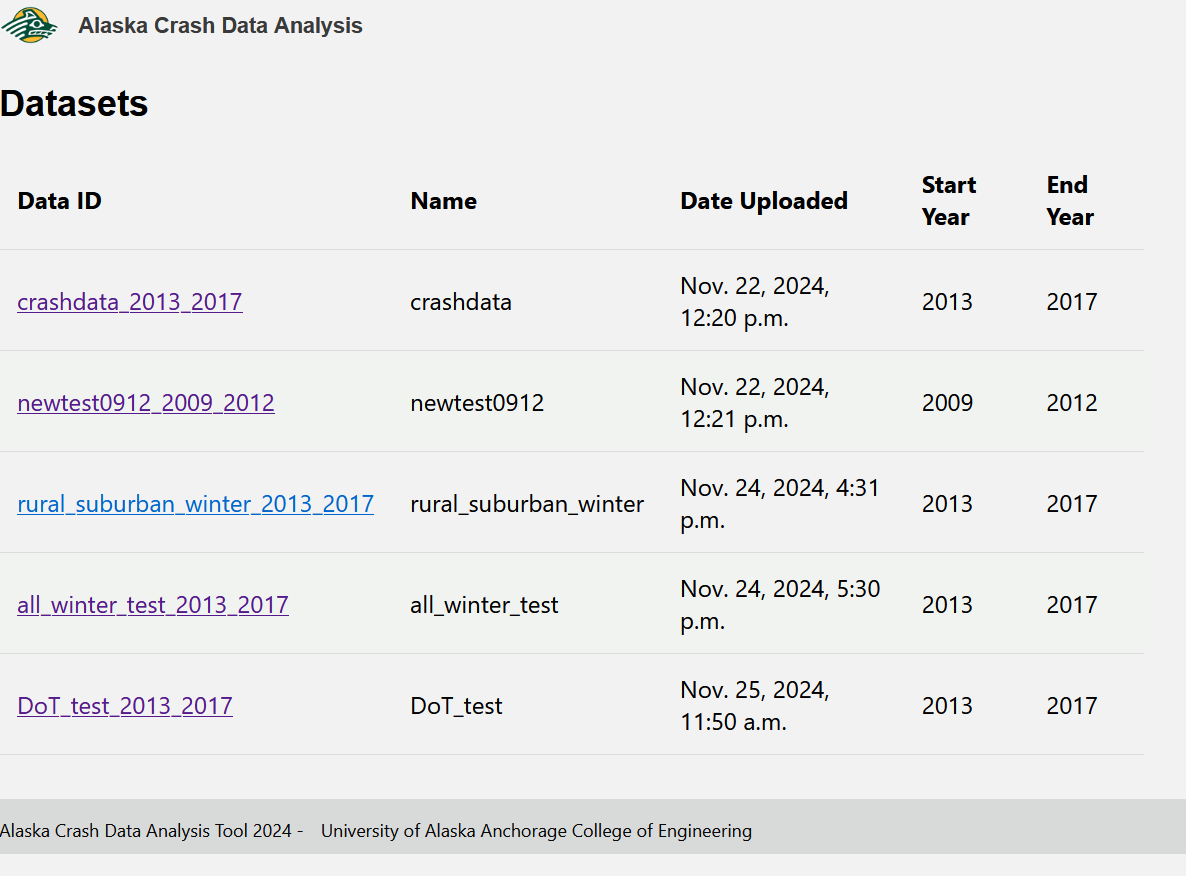 Alaska Crash Data Analysis
Datasets
Data ID Name Date Uploaded Start Year End Year
crashdata_2013_2017 crashdata Nov. 22, 2024, 12:20 p.m. 2013 2017
newtest0912_2009_2012 newtest0912 Nov. 22, 2024, 12:21 p.m. 2009 2012
rural_suburban_winter_2013_2017 rural_suburban_winter Nov. 24, 2024, 4:31 p.m. 2013 2017
all_winter_test_2013_2017 all_winter_test Nov. 24, 2024, 5:30 p.m. 2013 2017
DoT_test_2013_2017 DoT_test Nov. 25, 2024, 11:50 a.m. 2013 2017
Alaska Crash Data Analysis Tool 2024 - University of Alaska Anchorage College of Engineering